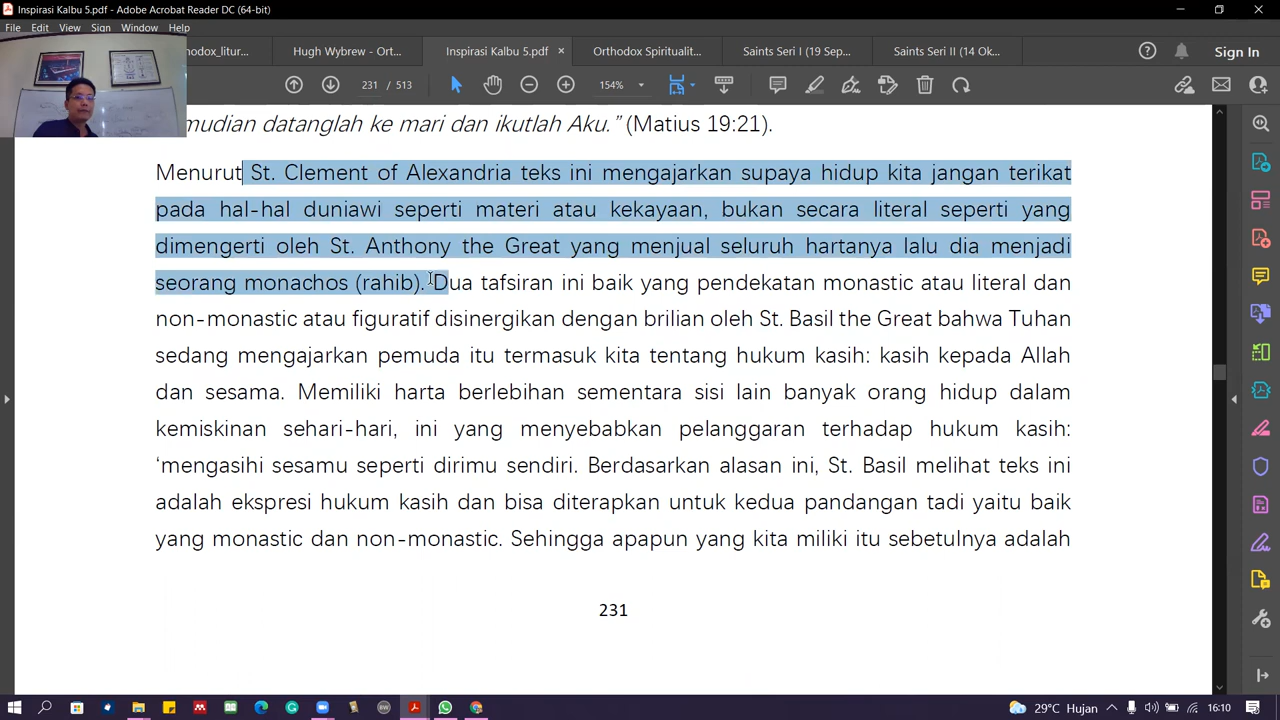 Inspirasi Kalbu 5.pdf - Adobe Acrobat Reader DC (64-bit)
File Edit View Sign Window Help
odox_litur... Hugh Wybrew - Ort... Inspirasi Kalbu 5.pdf × Orthodox Spiritualit... Saints Seri I (19 Sep... Saints Seri II (14 Ok... Sign In
231 / 513 154%
mudian datanglah ke mari dan ikutlah Aku.” (Matius 19:21).
Menurut St. Clement of Alexandria teks ini mengajarkan supaya hidup kita jangan terikat
pada hal-hal duniawi seperti materi atau kekayaan, bukan secara literal seperti yang
dimengerti oleh St. Anthony the Great yang menjual seluruh hartanya lalu dia menjadi
seorang monachos (rahib). Dua tafsiran ini baik yang pendekatan monastic atau literal dan
non-monastic atau figuratif disinergikan dengan brilian oleh St. Basil the Great bahwa Tuhan
sedang mengajarkan pemuda itu termasuk kita tentang hukum kasih: kasih kepada Allah
dan sesama. Memiliki harta berlebihan sementara sisi lain banyak orang hidup dalam
kemiskinan sehari-hari, ini yang menyebabkan pelanggaran terhadap hukum kasih:
‘mengasihi sesamu seperti dirimu sendiri. Berdasarkan alasan ini, St. Basil melihat teks ini
adalah ekspresi hukum kasih dan bisa diterapkan untuk kedua pandangan tadi yaitu baik
yang monastic dan non-monastic. Sehingga apapun yang kita miliki itu sebetulnya adalah
231
29°C Hujan 16:10